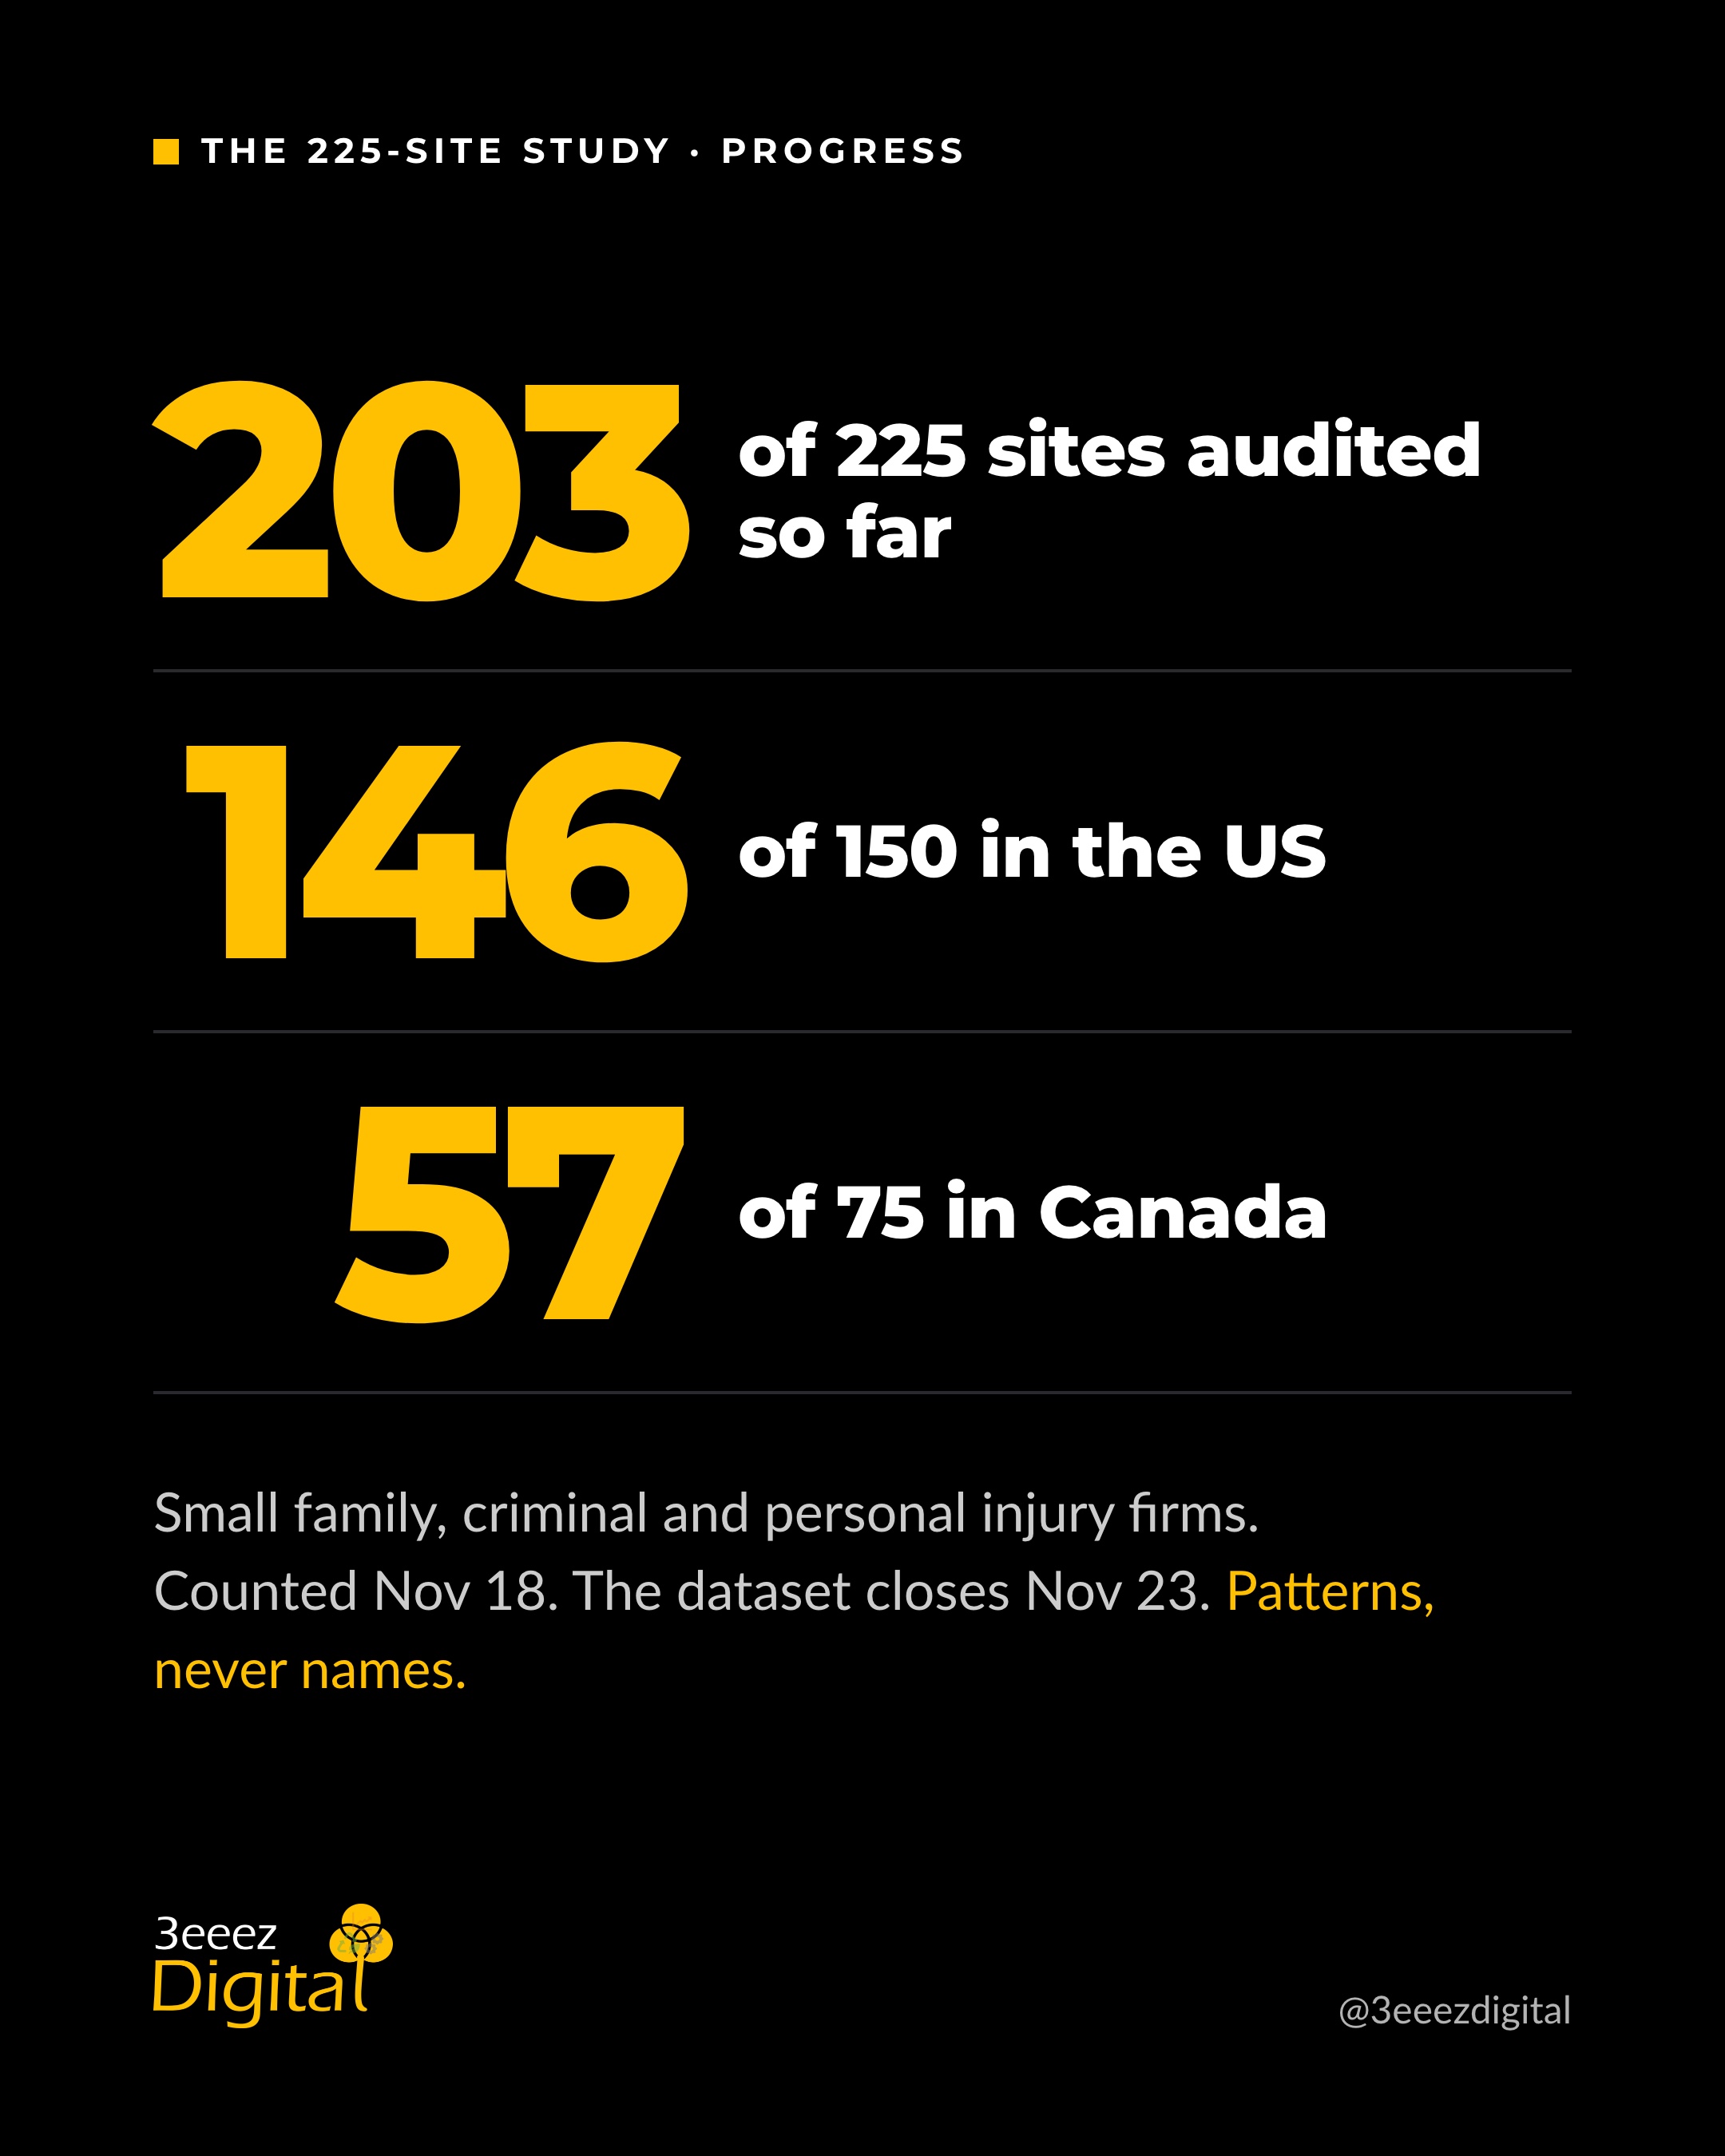 THE 225-SITE STUDY · PROGRESS
203
of 225 sites audited
so far
146
of 150 in the US
57
of 75 in Canada
Small family, criminal and personal injury firms.
Counted Nov 18. The dataset closes Nov 23. Patterns,
never names.
3eeez
Digital
@3eeezdigital